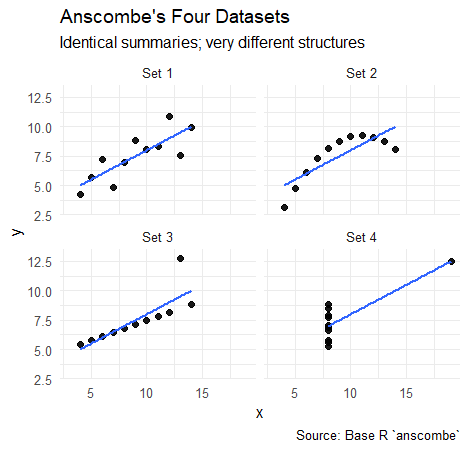 Anscombe's Four Datasets
Identical summaries; very different structures
Set 1
Set 2
12.5
10.0
7.5
5.0
2.5
Set 3
Set 4
12.5
10.0
7.5
5.0
2.5
y
5
10
15
5
10
15
x
Source: Base R `anscombe`